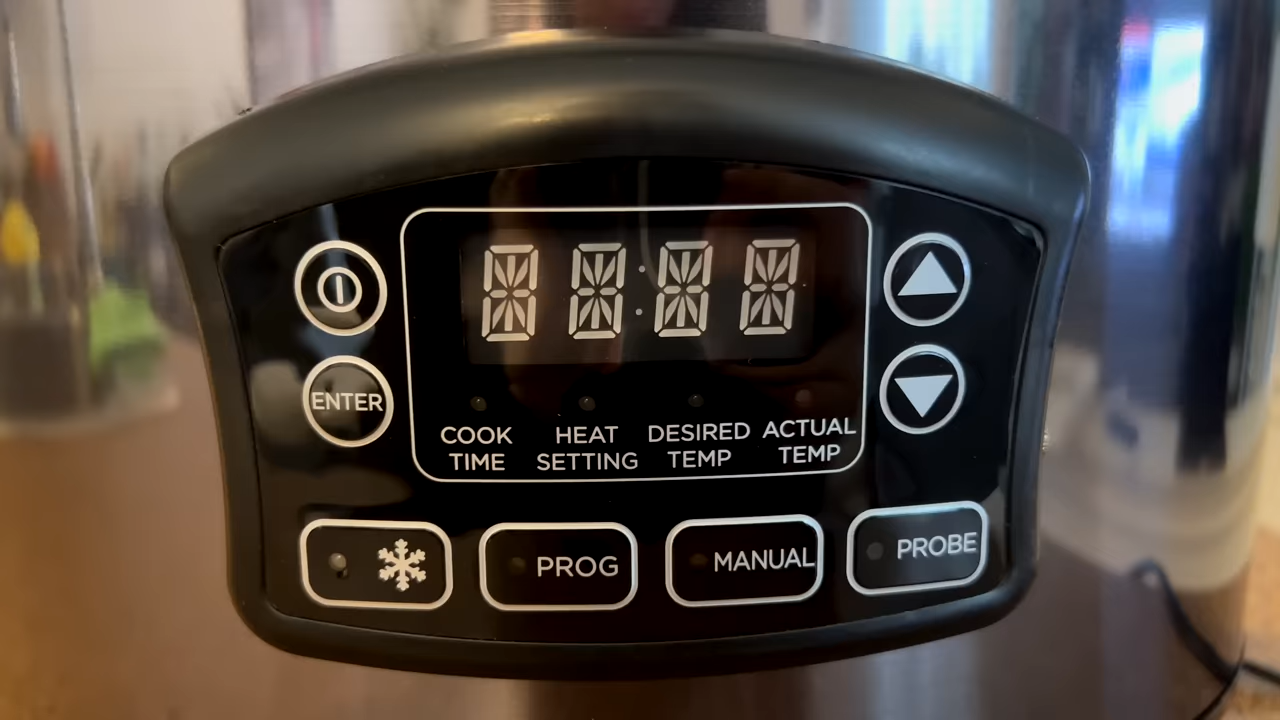 ENTER
COOK TIME
HEAT SETTING
DESIRED TEMP
ACTUAL TEMP
PROG
MANUAL
PROBE